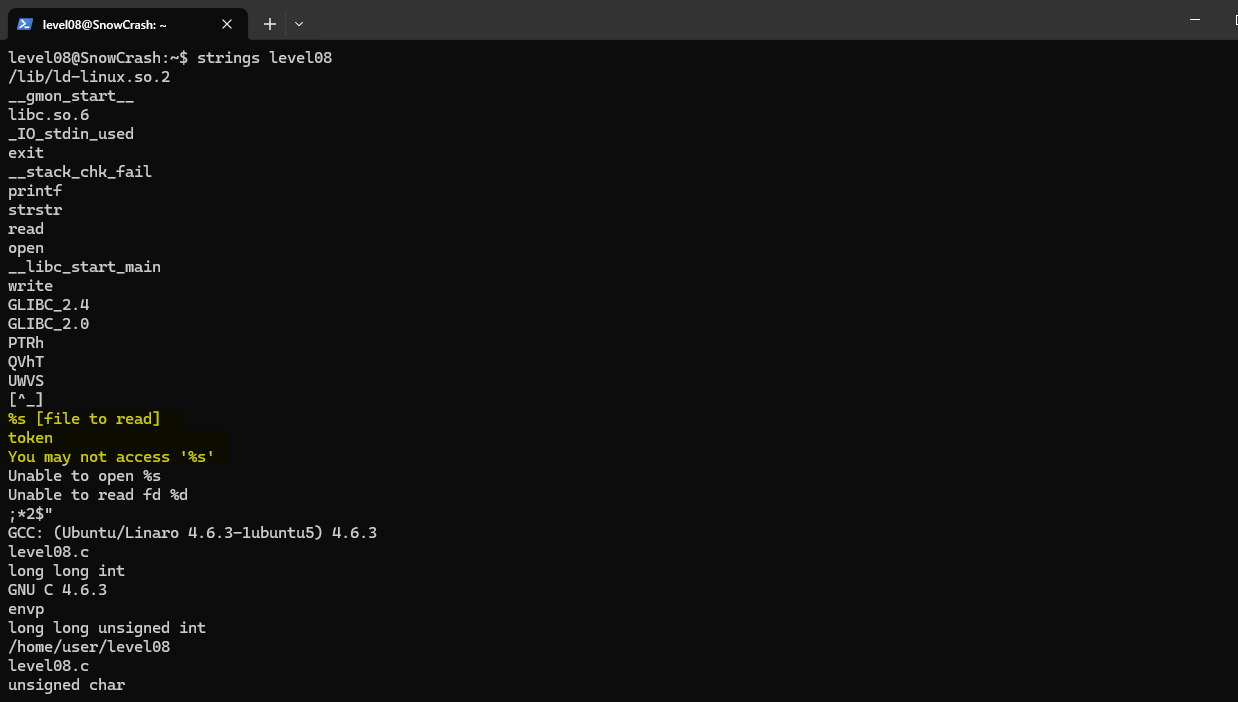 level08@SnowCrash: ~
level08@SnowCrash:~$ strings level08
/lib/ld-linux.so.2
__gmon_start__
libc.so.6
_IO_stdin_used
exit
__stack_chk_fail
printf
strstr
read
open
__libc_start_main
write
GLIBC_2.4
GLIBC_2.0
PTRh
QVhT
UWVS
[^_]
%s [file to read]
token
You may not access '%s'
Unable to open %s
Unable to read fd %d
;*2$"
GCC: (Ubuntu/Linaro 4.6.3-1ubuntu5) 4.6.3
level08.c
long long int
GNU C 4.6.3
envp
long long unsigned int
/home/user/level08
level08.c
unsigned char